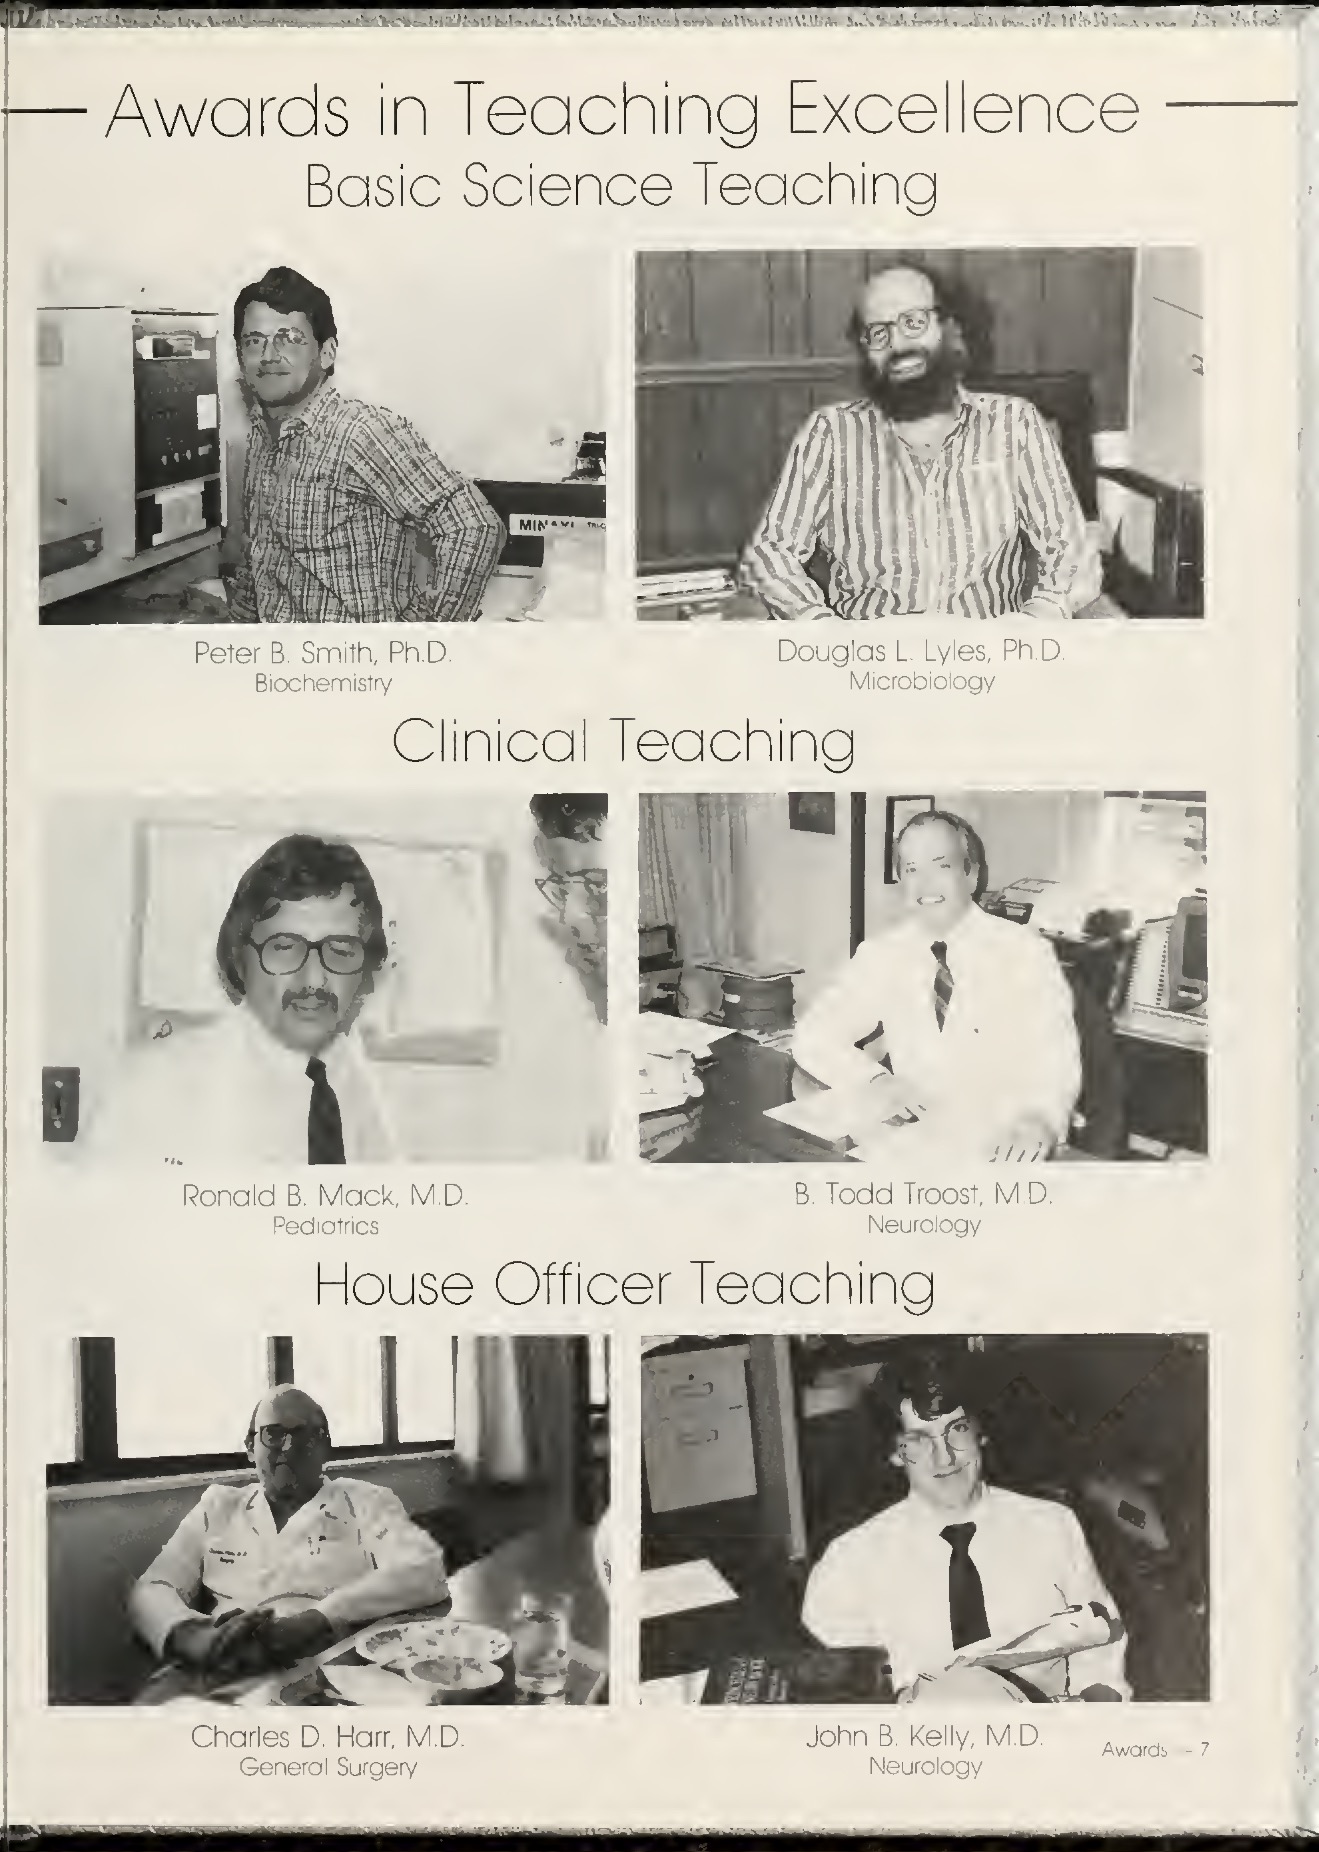 Awards in Teaching Excellence
Basic Science Teaching
Peter B. Smith, Ph.D.
Biochemistry
Douglas L. Lyles, Ph.D.
Microbiology
Clinical Teaching
Ronald B. Mack, M.D.
Pediatrics
B. Todd Troost, M.D.
Neurology
House Officer Teaching
Charles D. Harr, M.D.
General Surgery
John B. Kelly, M.D.
Neurology
Awards — 7